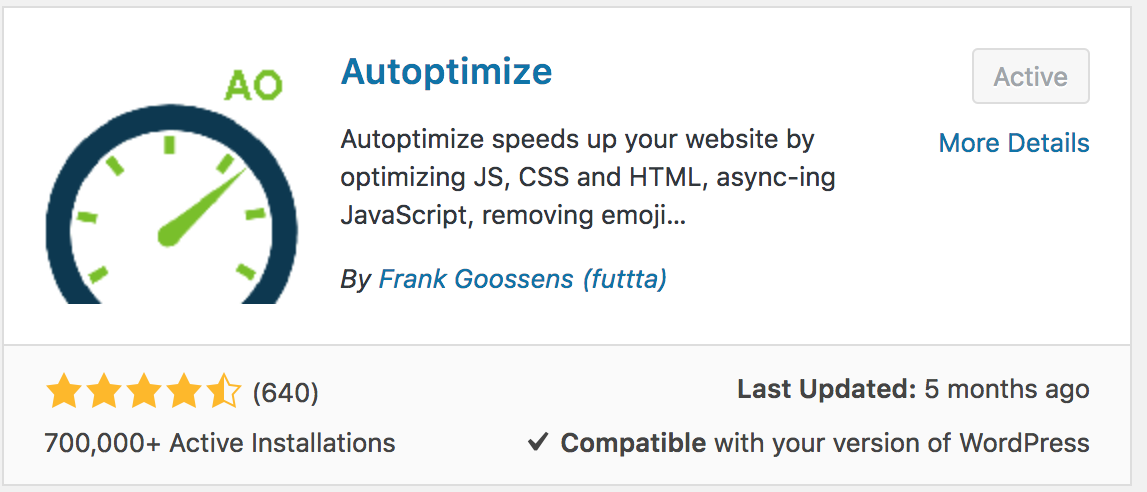 AO
Autoptimize
Active
More Details
Autoptimize speeds up your website by
optimizing JS, CSS and HTML, async-ing
JavaScript, removing emoji...
By Frank Goossens (futtta)
(640)
Last Updated: 5 months ago
700,000+ Active Installations
Compatible with your version of WordPress